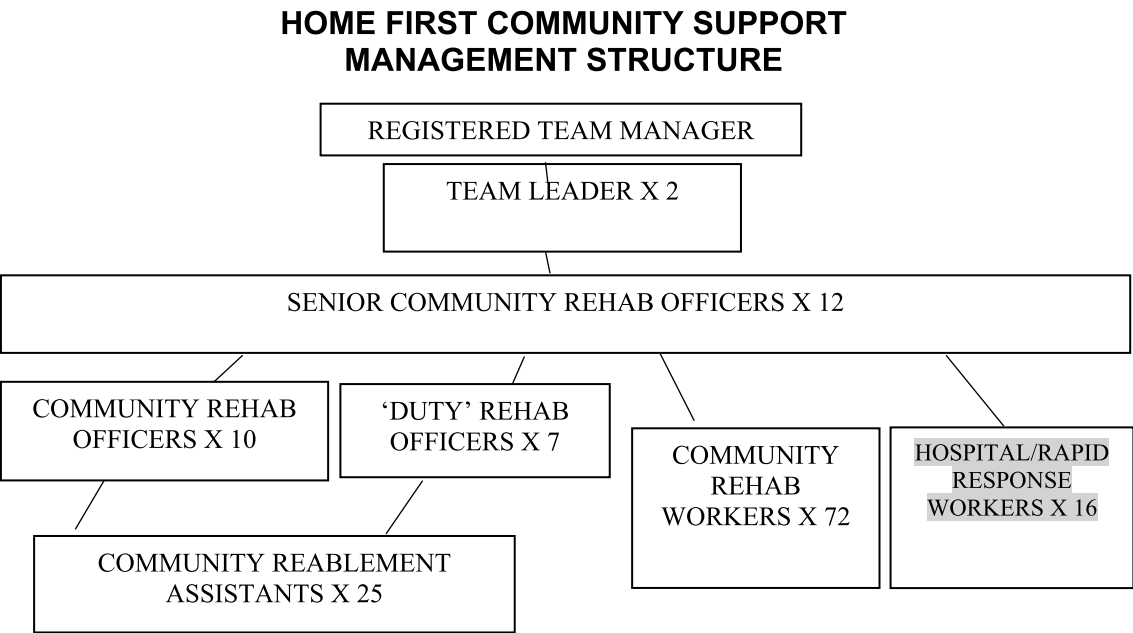 HOME FIRST COMMUNITY SUPPORT
MANAGEMENT STRUCTURE
REGISTERED TEAM MANAGER
TEAM LEADER X 2
SENIOR COMMUNITY REHAB OFFICERS X 12
COMMUNITY REHAB
OFFICERS X 10
‘DUTY’ REHAB
OFFICERS X 7
COMMUNITY
REHAB
WORKERS X 72
HOSPITAL/RAPID
RESPONSE
WORKERS X 16
COMMUNITY REABLEMENT
ASSISTANTS X 25